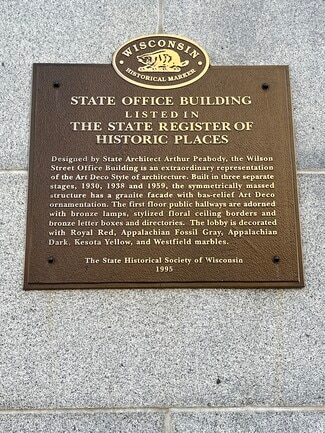 WISCONSIN
HISTORICAL MARKER
STATE OFFICE BUILDING
LISTED IN
THE STATE REGISTER OF
HISTORIC PLACES
Designed by State Architect Arthur Peabody, the Wilson
Street Office Building is an extraordinary representation
of the Art Deco Style of architecture. Built in three separate
stages, 1930, 1938 and 1959, the symmetrically massed
structure has a granite facade with bas-relief Art Deco
ornamentation. The first floor public hallways are adorned
with bronze lamps, stylized floral ceiling borders and
bronze letter boxes and directories. The lobby is decorated
with Royal Red, Appalachian Fossil Gray, Appalachian
Dark, Kesota Yellow, and Westfield marbles.
The State Historical Society of Wisconsin
1995